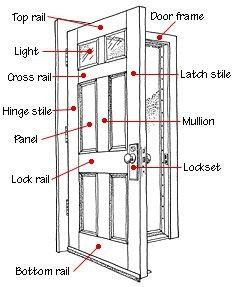 Top rail
Door frame
Light
Cross rail
Latch stile
Hinge stile
Panel
Mullion
Lock rail
Lockset
Bottom rail